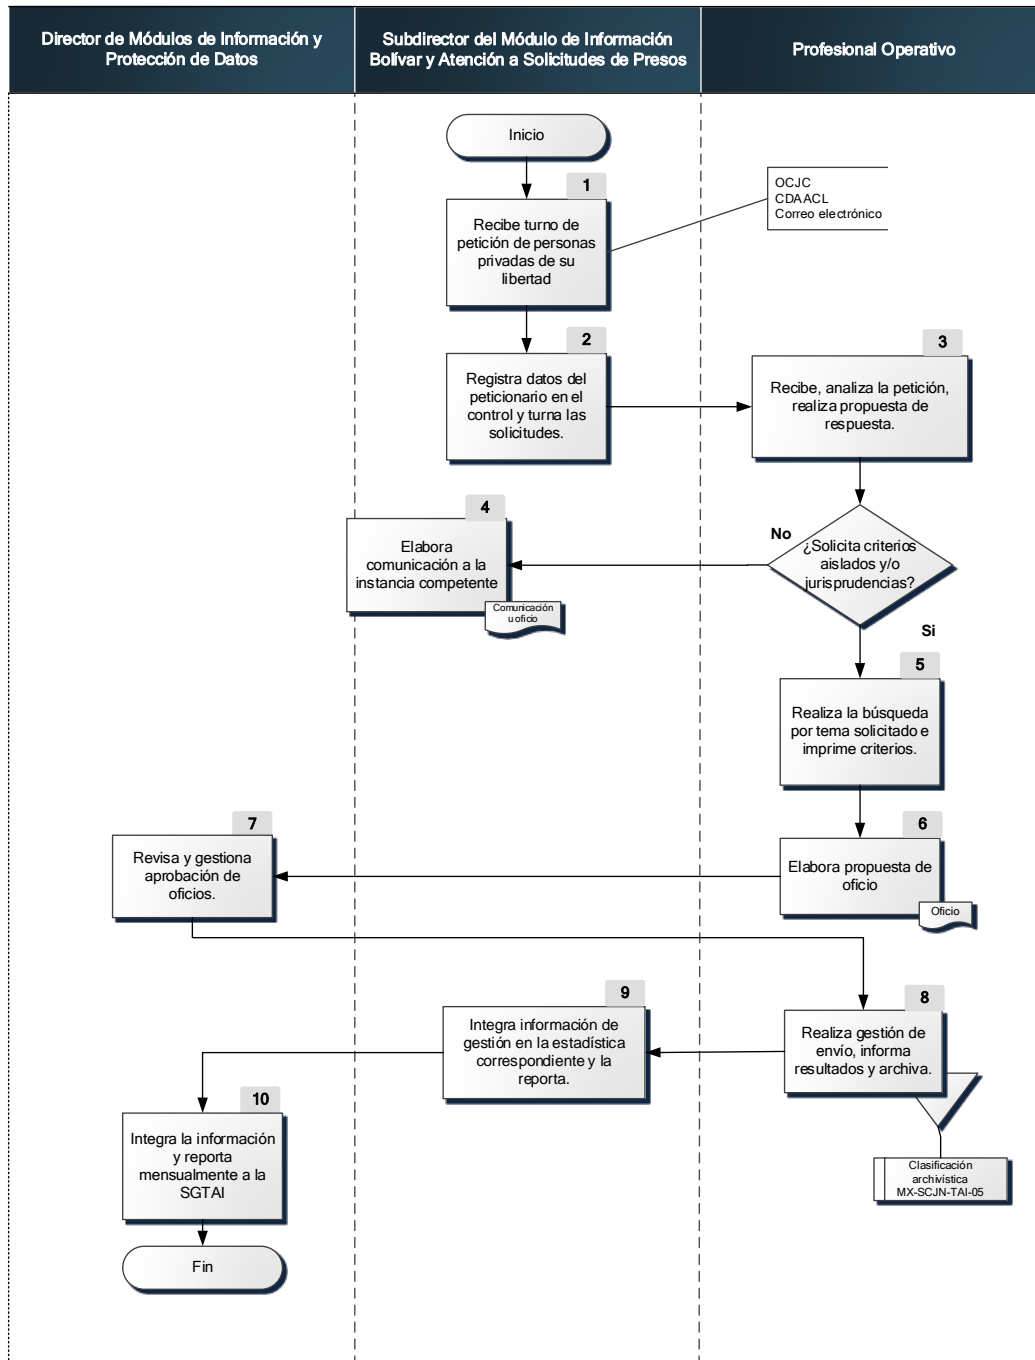 Director de Módulos de Información y
Protección de Datos
Subdirector del Módulo de Información
Bolívar y Atención a Solicitudes de Presos
Profesional Operativo
Inicio
1
Recibe turno de
petición de personas
privadas de su
libertad
OCJC
CDAACL
Correo electrónico
2
Registra datos del
peticionario en el
control y turna las
solicitudes.
3
Recibe, analiza la petición,
realiza propuesta de
respuesta.
4
Elabora
comunicación a la
instancia competente
Comunicación
u oficio
No
¿Solicita criterios
aislados y/o
jurisprudencias?
Si
5
Realiza la búsqueda
por tema solicitado e
imprime criterios.
6
Elabora propuesta de
oficio
Oficio
7
Revisa y gestiona
aprobación de
oficios.
8
Realiza gestión de
envío, informa
resultados y archiva.
Clasificación
archivística
MX-SCJN-TAI-05
9
Integra información de
gestión en la estadística
correspondiente y la
reporta.
10
Integra la información
y reporta
mensualmente a la
SGTAI
Fin